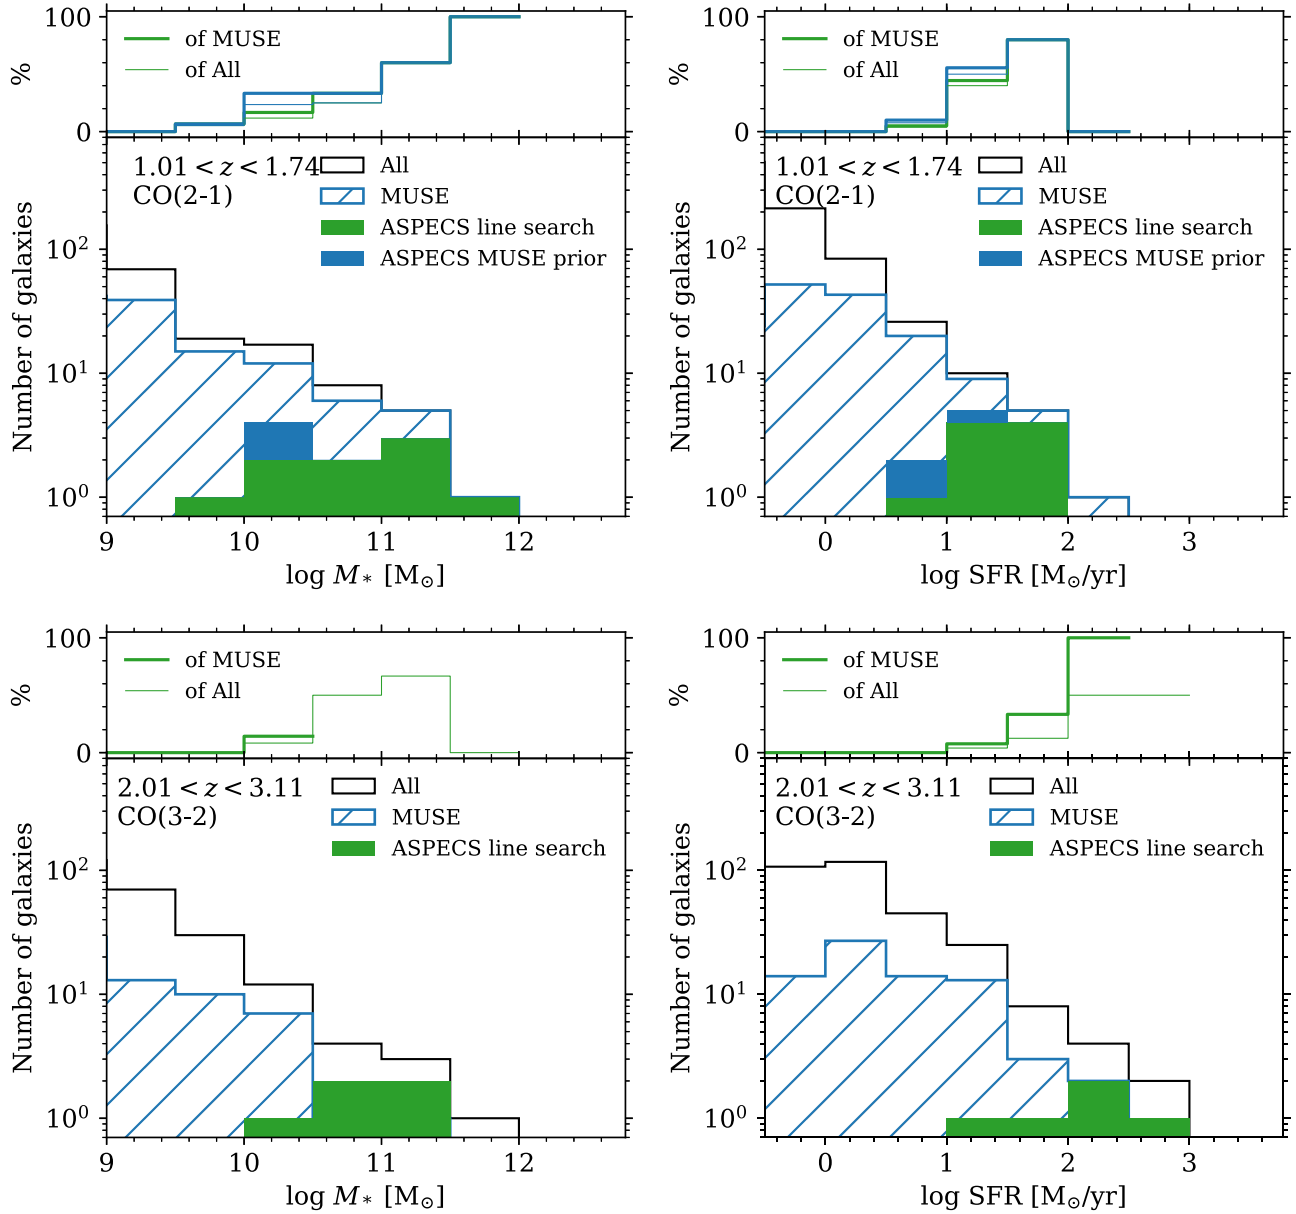 100
%
0
of MUSE
of All
1.01 < z < 1.74
CO(2-1)
All
MUSE
ASPECS line search
ASPECS MUSE prior
Number of galaxies
10²
10¹
10⁰
9
10
11
12
log M* [M⊙]
100
%
0
of MUSE
of All
1.01 < z < 1.74
CO(2-1)
All
MUSE
ASPECS line search
ASPECS MUSE prior
Number of galaxies
10²
10¹
10⁰
0
1
2
3
log SFR [M⊙/yr]
100
%
0
of MUSE
of All
2.01 < z < 3.11
CO(3-2)
All
MUSE
ASPECS line search
Number of galaxies
10²
10¹
10⁰
9
10
11
12
log M* [M⊙]
100
%
0
of MUSE
of All
2.01 < z < 3.11
CO(3-2)
All
MUSE
ASPECS line search
Number of galaxies
10²
10¹
10⁰
0
1
2
3
log SFR [M⊙/yr]